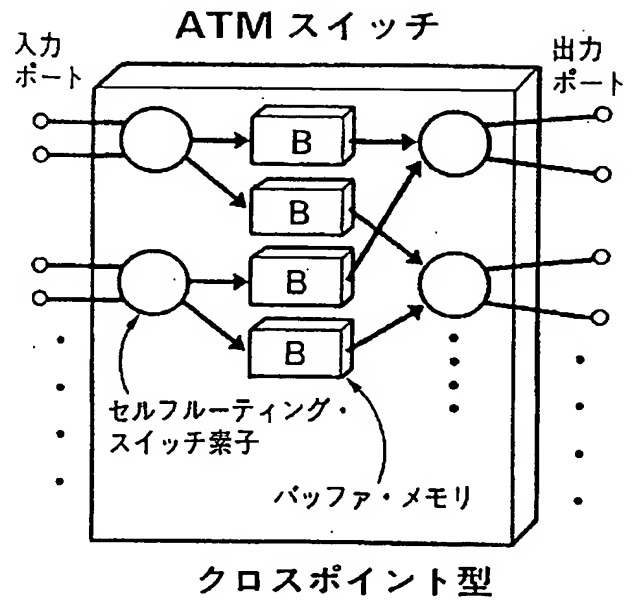 ATM スイッチ
入力
ポート
出力
ポート
B
B
B
B
セルフルーティング・
スイッチ素子
バッファ・メモリ
クロスポイント型